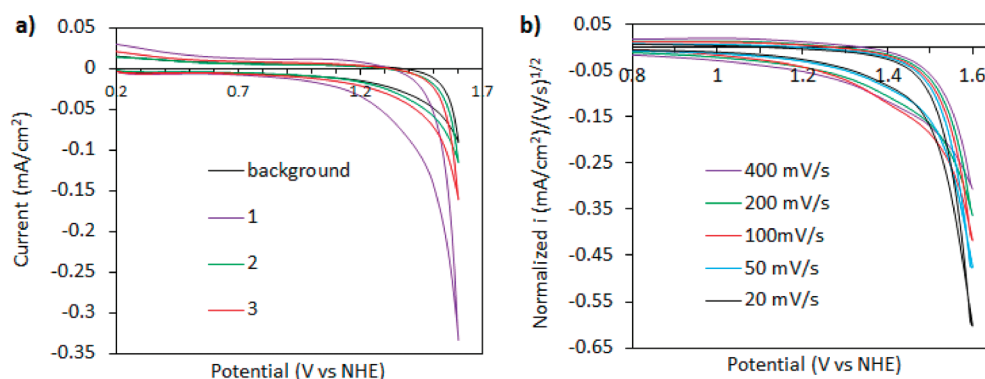 a)
Current (mA/cm²)
0.05
0
-0.05
-0.1
-0.15
-0.2
-0.25
-0.3
-0.35
0.2
0.7
1.2
1.7
background
1
2
3
Potential (V vs NHE)
b)
Normalized i (mA/cm²)/(V/s)¹/²
0.05
-0.05
-0.15
-0.25
-0.35
-0.45
-0.55
-0.65
0.8
1
1.2
1.4
1.6
400 mV/s
200 mV/s
100mV/s
50 mV/s
20 mV/s
Potential (V vs NHE)